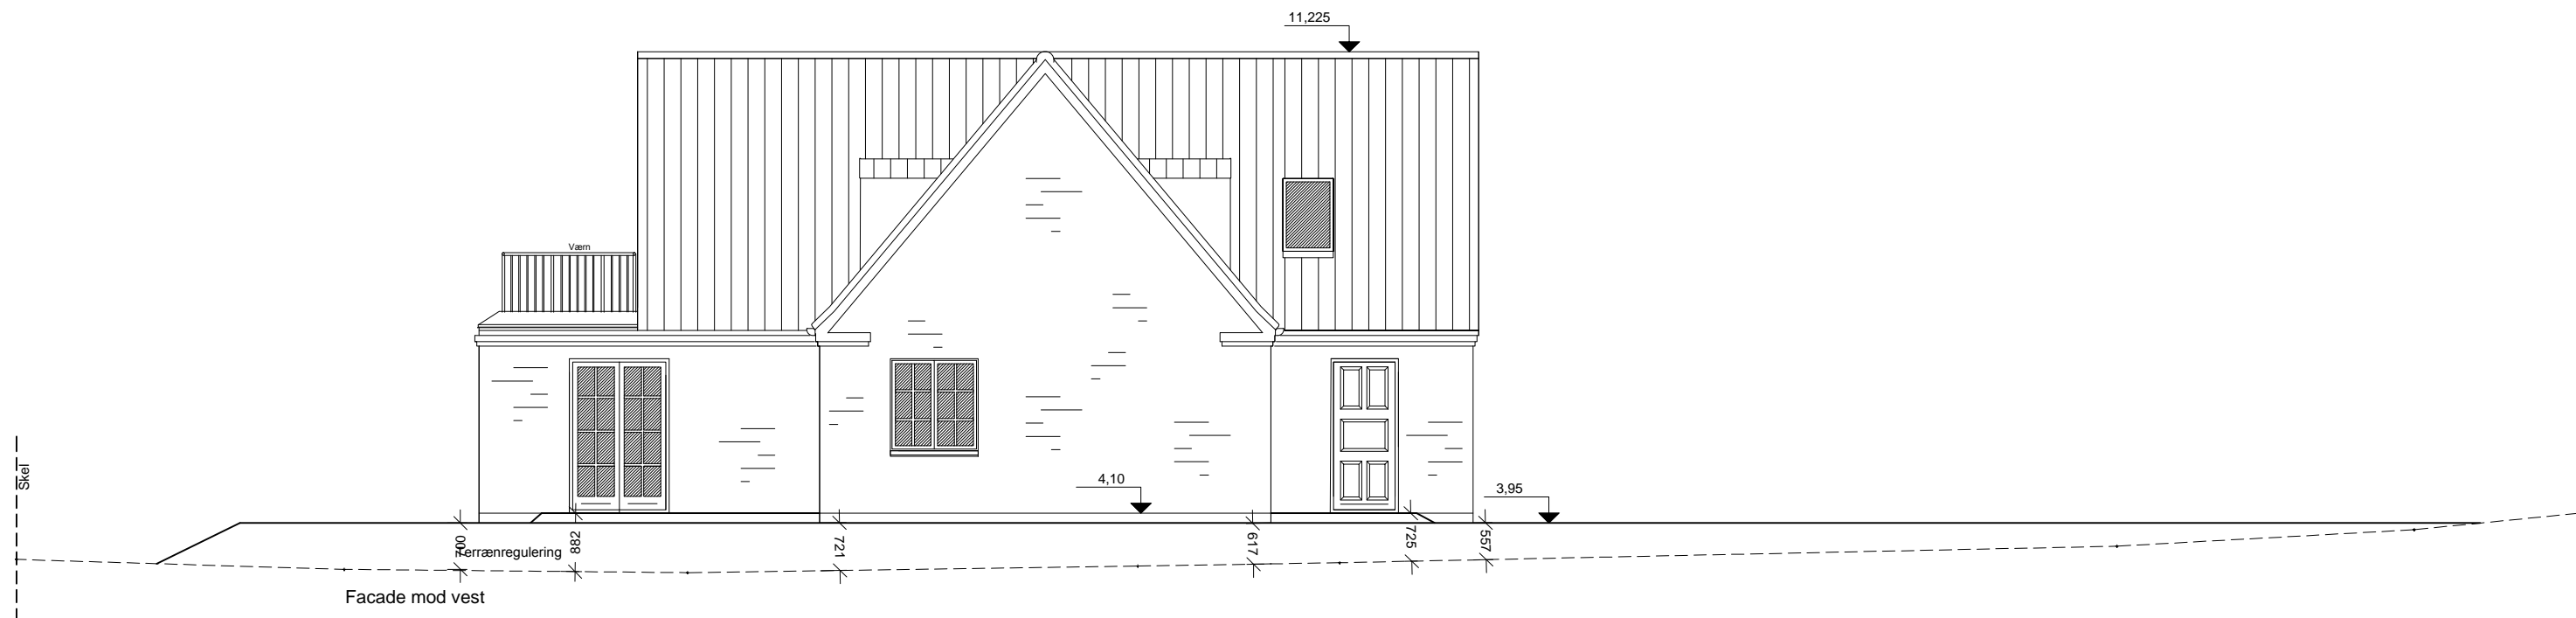 11,225
Værn
Skel
4,10
3,95
700
Terrænregulering
882
721
617
725
557
Facade mod vest